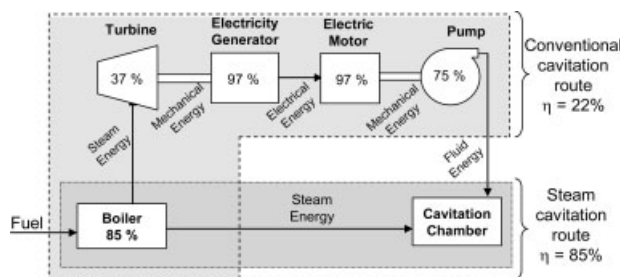 Turbine
Electricity
Generator
Electric
Motor
Pump
37 %
97 %
97 %
75 %
Steam
Energy
Mechanical
Energy
Electrical
Energy
Mechanical
Energy
Fluid
Energy
Conventional
cavitation
route
η = 22%
Fuel
Boiler
85 %
Steam
Energy
Cavitation
Chamber
Steam
cavitation
route
η = 85%